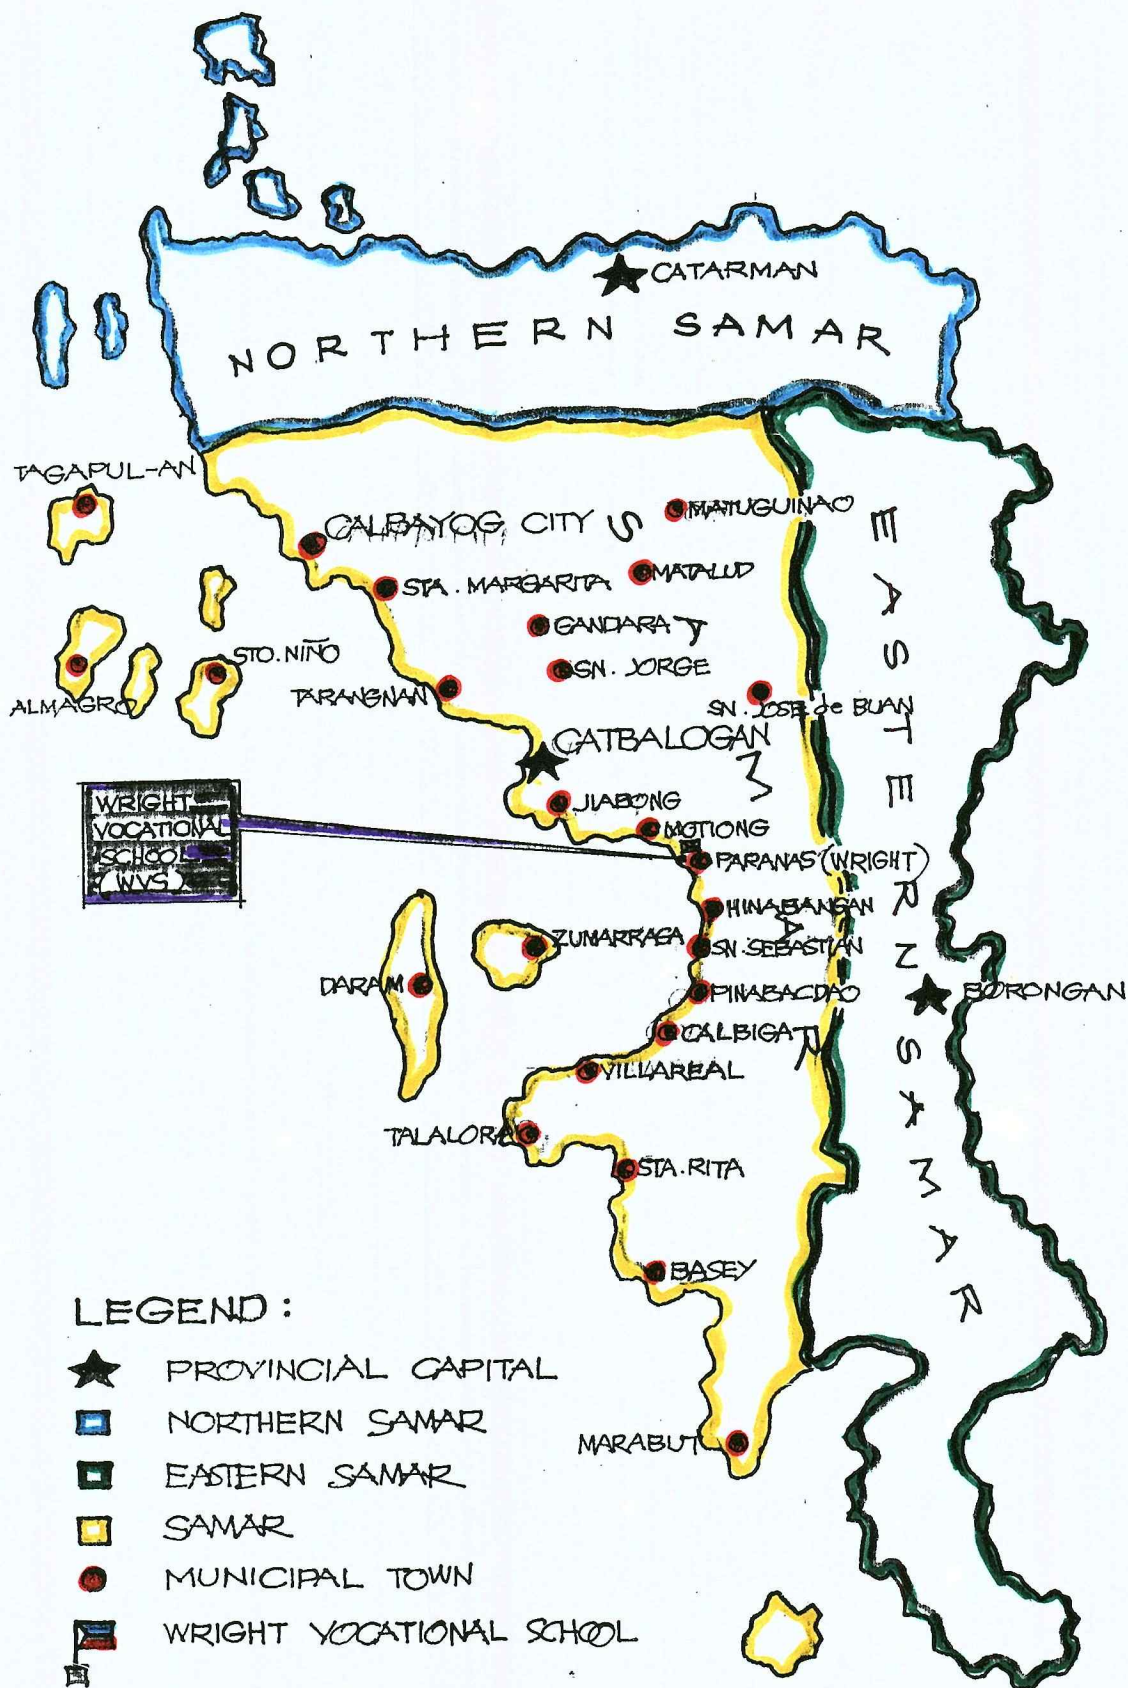 CATARMAN
NORTHERN SAMAR
TAGAPUL-AN
CALBAYOG CITY
MATUGUINAO
STA. MARGARITA
MATALUD
GANDARA
SN. JORGE
STO. NIÑO
ALMAGRO
TARANGNAN
SN. JOSE de BUAN
CATBALOGAN
JIABONG
MOTIONG
WRIGHT
VOCATIONAL
SCHOOL
(WVS)
PARANAS (WRIGHT)
HINABANGAN
ZUMARRAGA
SN. SEBASTIAN
DARAM
PINABACDAO
BORONGAN
CALBIGA
VILLAREAL
TALALORA
STA. RITA
BASEY
MARABUT
SAMAR
EASTERN SAMAR
LEGEND:
PROVINCIAL CAPITAL
NORTHERN SAMAR
EASTERN SAMAR
SAMAR
MUNICIPAL TOWN
WRIGHT VOCATIONAL SCHOOL